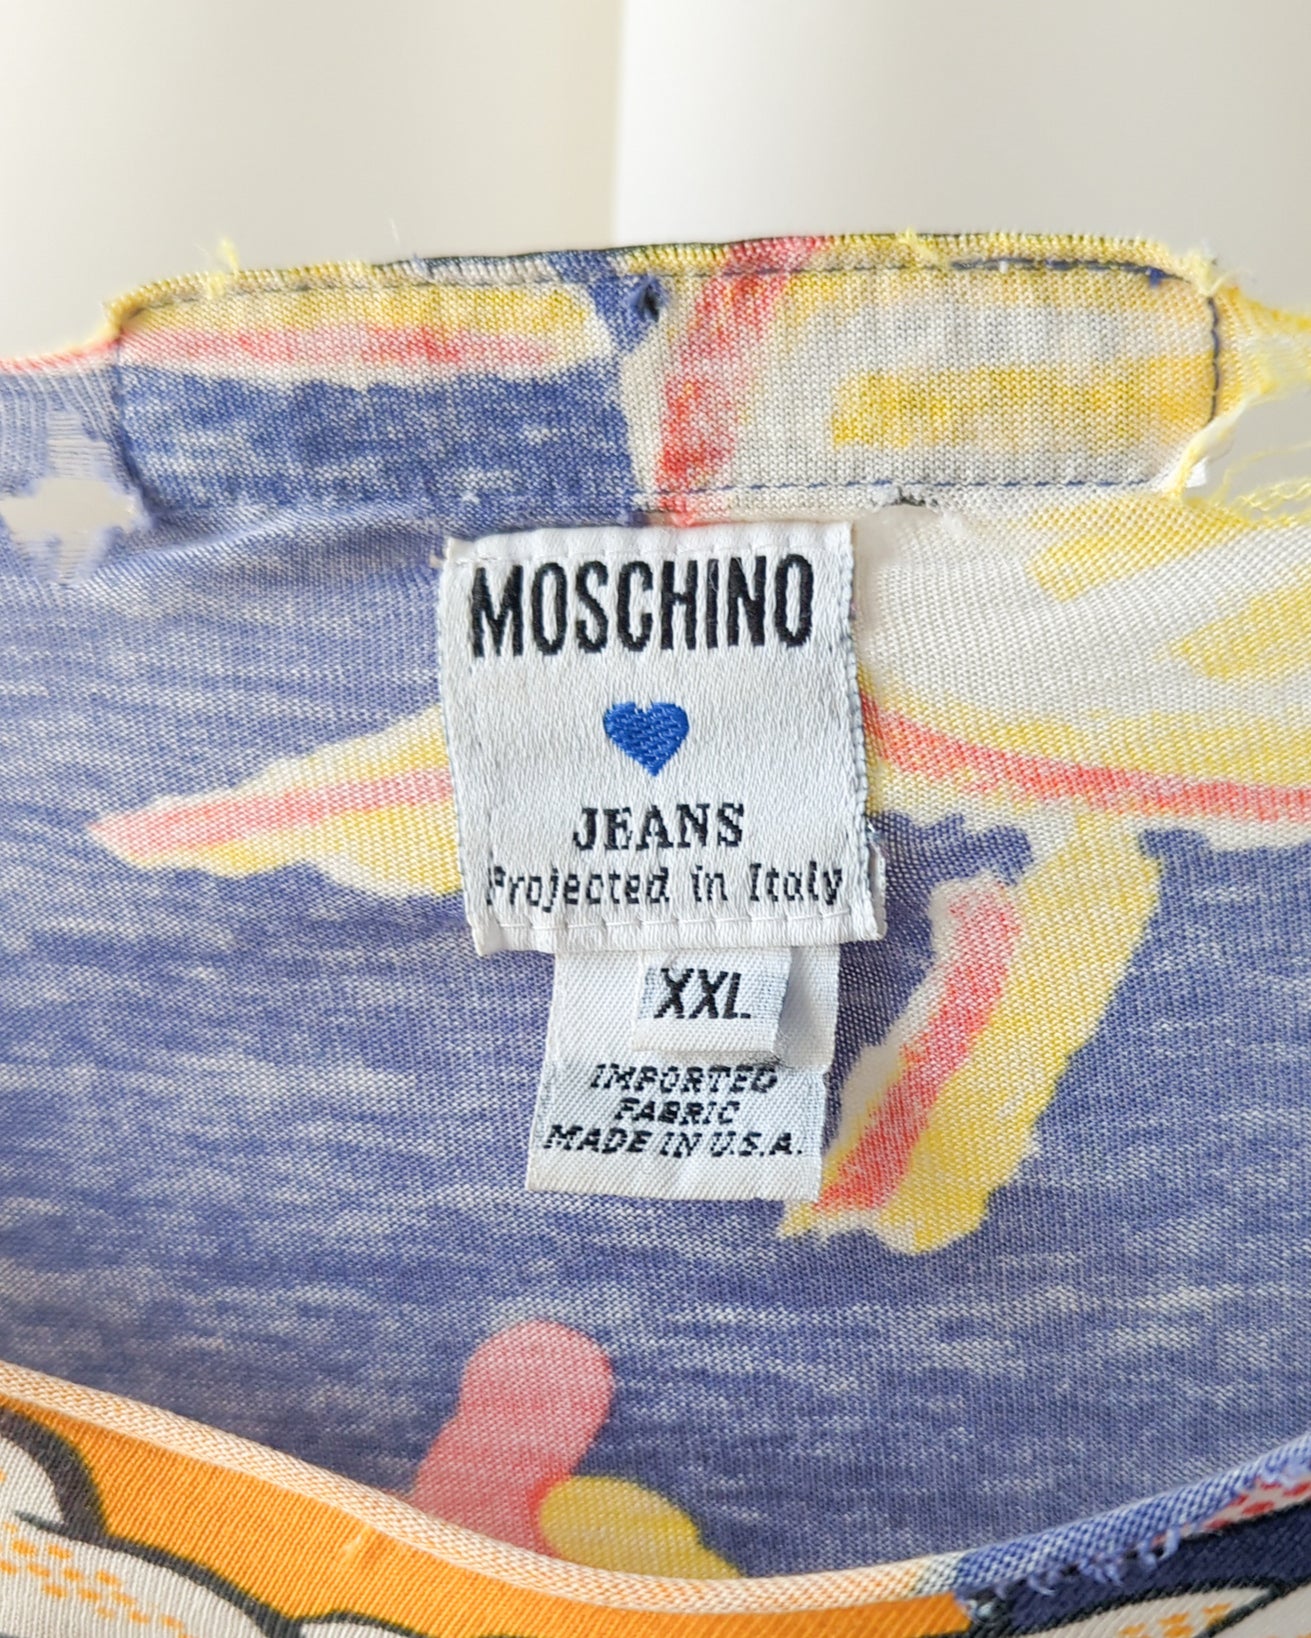 MOSCHINO
JEANS
Projected in Italy
XXL
IMPORTED
FABRIC
MADE IN U.S.A.